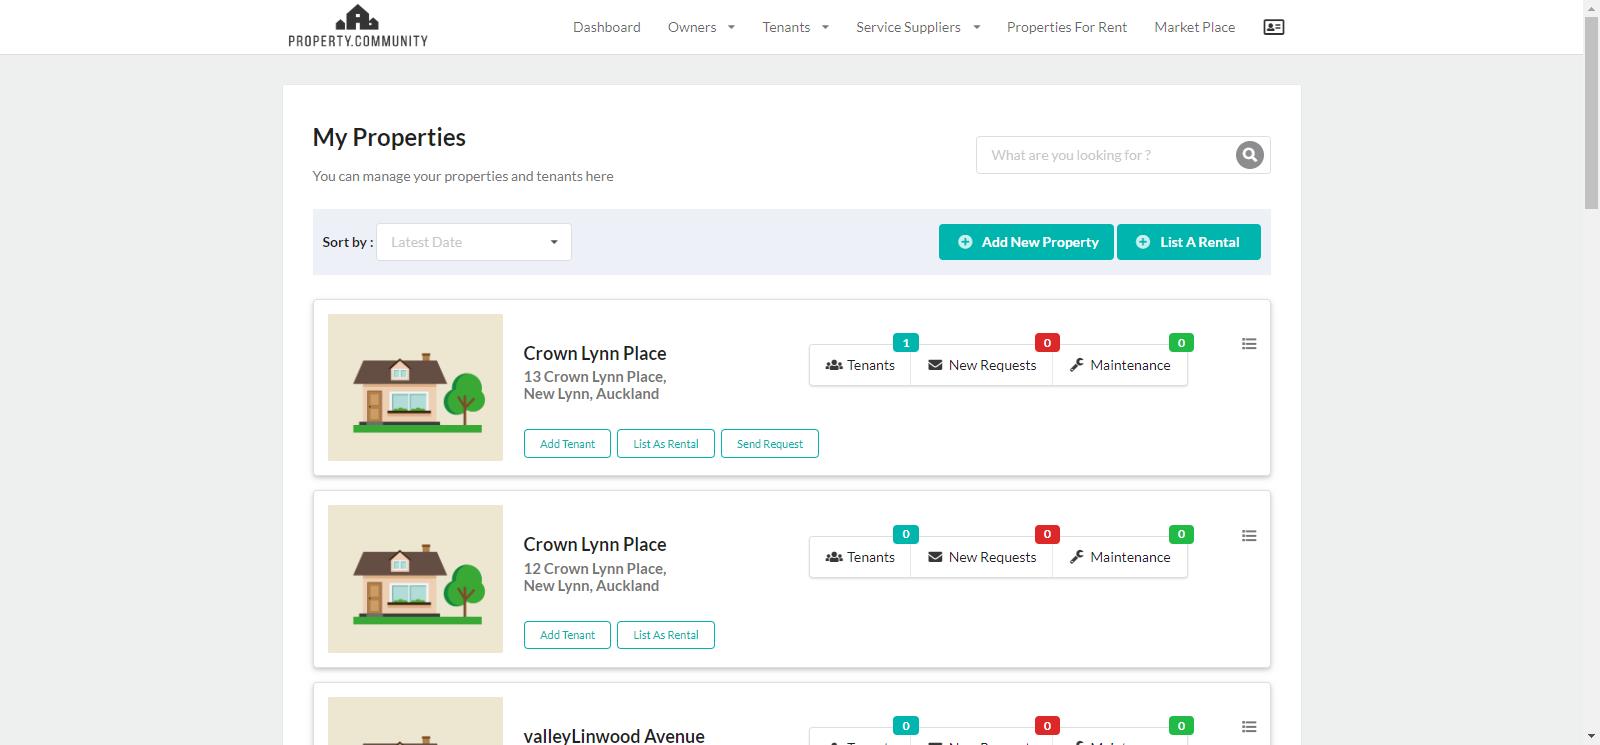 PROPERTY.COMMUNITY
Dashboard Owners Tenants Service Suppliers Properties For Rent Market Place
My Properties
What are you looking for ?
You can manage your properties and tenants here
Sort by : Latest Date Add New Property List A Rental
Crown Lynn Place
13 Crown Lynn Place,
New Lynn, Auckland
1 0 0
Tenants New Requests Maintenance
Add Tenant List As Rental Send Request
Crown Lynn Place
12 Crown Lynn Place,
New Lynn, Auckland
0 0 0
Tenants New Requests Maintenance
Add Tenant List As Rental
valleyLinwood Avenue
0 0 0